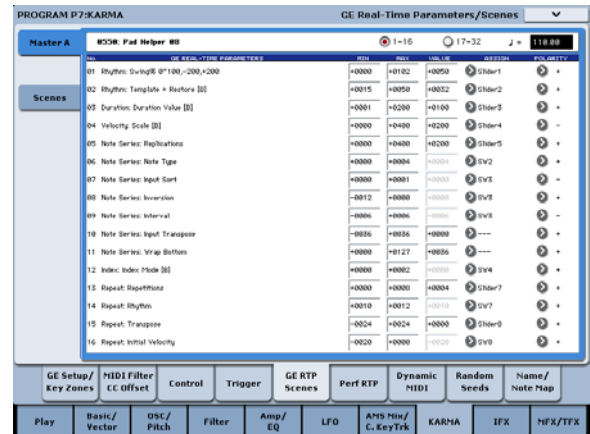 PROGRAM P7:KARMA GE Real-Time Parameters/Scenes
Master A 0550: Pad Helper 08 1-16 17-32 ♩ = 110.00
No. GE REAL-TIME PARAMETERS MIN MAX VALUE ASSIGN POLARITY
01 Rhythm: Swing% 0°100,-200,+200 +0000 +0102 +0050 Slider1 +
Scenes
02 Rhythm: Template + Restore [D] +0015 +0050 +0032 Slider2 +
03 Duration: Duration Value [D] +0001 +0200 +0100 Slider3 +
04 Velocity: Scale [D] +0000 +0400 +0200 Slider4 -
05 Note Series: Replications +0000 +0400 +0200 Slider5 +
06 Note Series: Note Type +0000 +0004 +0004 SW2 +
07 Note Series: Input Sort +0000 +0001 SW3 -
08 Note Series: Inversion -0012 +0000 SW8 +
09 Note Series: Interval -0006 +0006 SW8 -
10 Note Series: Input Transpose -0036 +0036 +0000 --- +
11 Note Series: Wrap Bottom +0000 +0127 +0036 --- +
12 Index: Index Mode [B] +0000 +0002 SW4 +
13 Repeat: Repetitions +0000 +0000 +0004 Slider7 +
14 Repeat: Rhythm +0010 +0012 +0010 SW7 +
15 Repeat: Transpose -0024 +0024 +0000 Slider8 +
16 Repeat: Initial Velocity -0020 +0000 -0020 SW8 +
GE Setup/ Key Zones MIDI Filter CC Offset Control Trigger GE RTP Scenes Perf RTP Dynamic MIDI Random Seeds Name/ Note Map
Play Basic/ Vector OSC/ Pitch Filter Amp/ EQ LFO AMS Mix/ C.KeyTrk KARMA IFX MFX/TFX